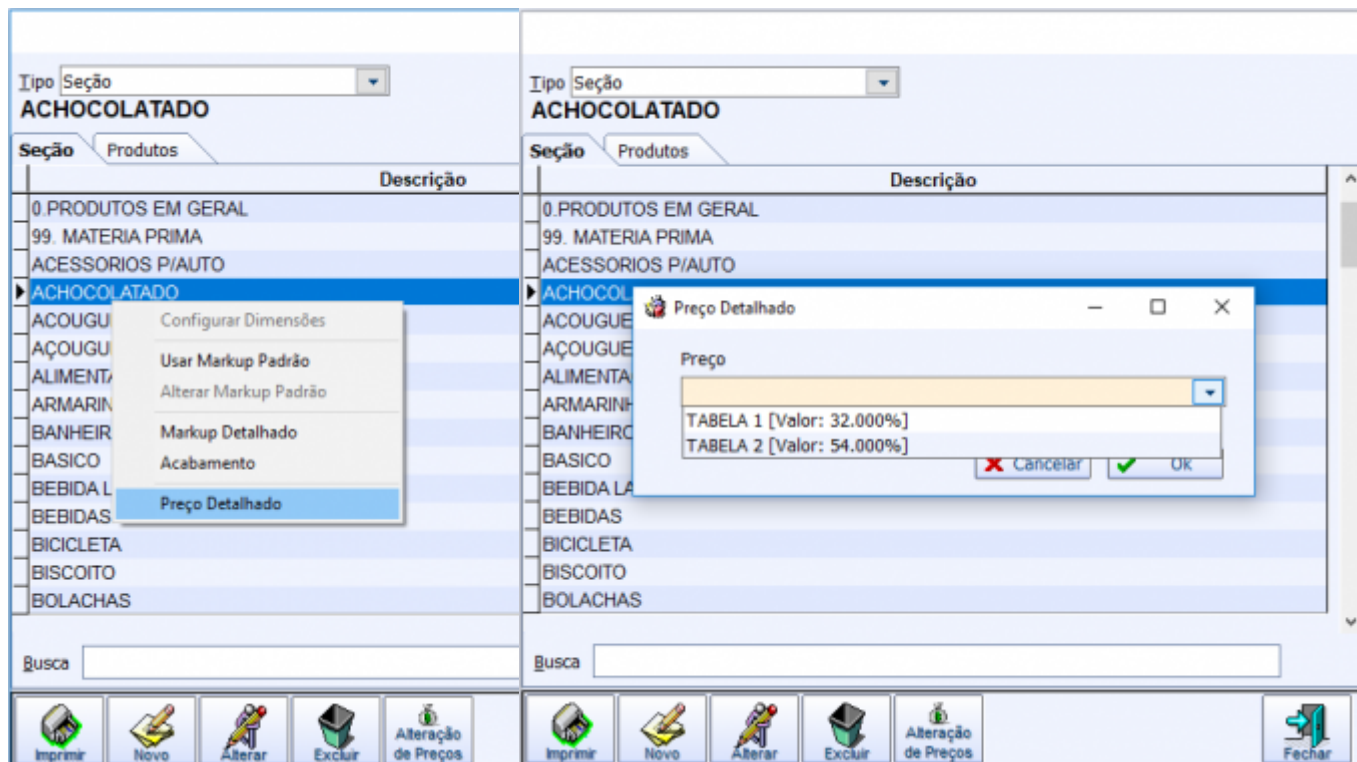 Tipo Seção
ACHOCOLATADO
Seção Produtos
Descrição
0.PRODUTOS EM GERAL
99. MATERIA PRIMA
ACESSORIOS P/AUTO
ACHOCOLATADO
ACOUGU
AÇOUGU
ALIMENTA
ARMARIN
BANHEIR
BASICO
BEBIDA L
BEBIDAS
BICICLETA
BISCOITO
BOLACHAS
Configurar Dimensões
Usar Markup Padrão
Alterar Markup Padrão
Markup Detalhado
Acabamento
Preço Detalhado
Busca
Imprimir Novo Alterar Excluir Alteração de Preços
Tipo Seção
ACHOCOLATADO
Seção Produtos
Descrição
0.PRODUTOS EM GERAL
99. MATERIA PRIMA
ACESSORIOS P/AUTO
ACHOCOL
ACOUGUE
AÇOUGUE
ALIMENTA
ARMARINH
BANHEIRO
BASICO
BEBIDA LA
BEBIDAS
BICICLETA
BISCOITO
BOLACHAS
Preço Detalhado
Preço
TABELA 1 [Valor: 32.000%]
TABELA 2 [Valor: 54.000%]
Cancelar Ok
Busca
Imprimir Novo Alterar Excluir Alteração de Preços Fechar